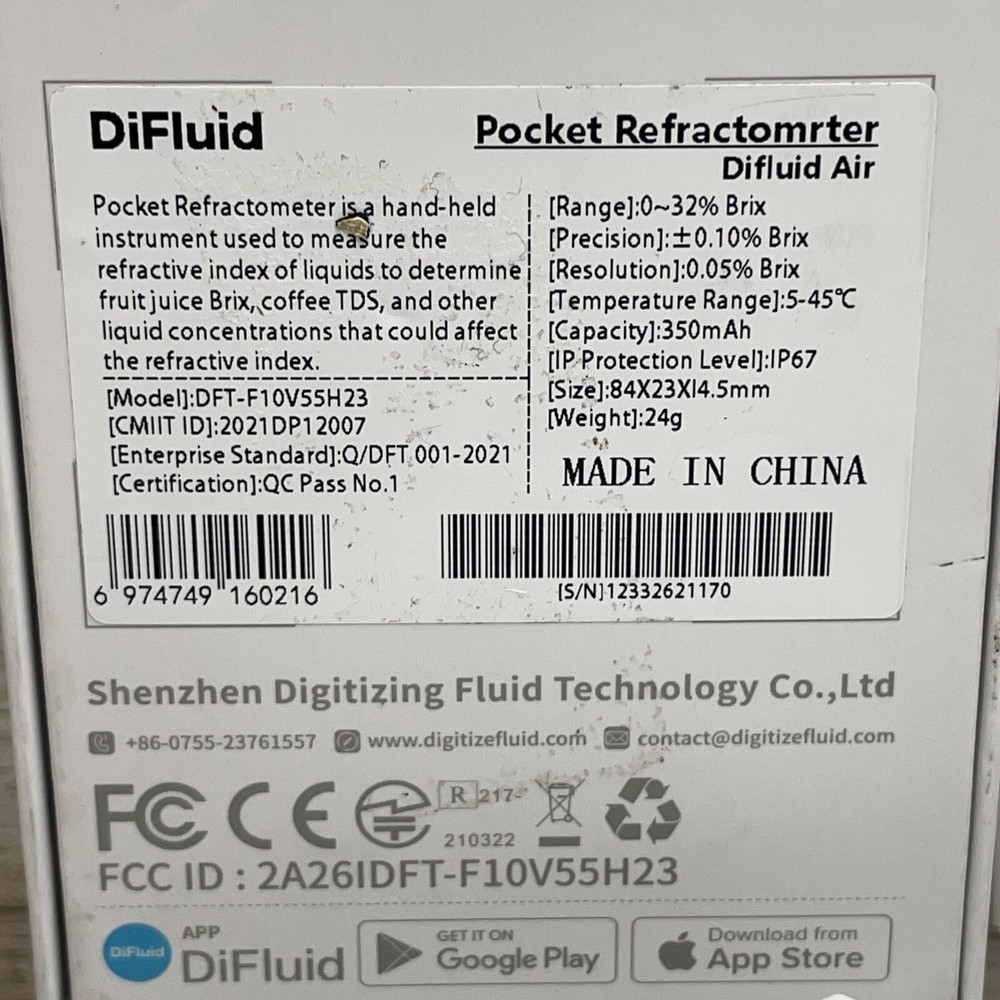 DiFluid
Pocket Refractomrter
Difluid Air
Pocket Refractometer is a hand-held
instrument used to measure the
refractive index of liquids to determine
fruit juice Brix, coffee TDS, and other
liquid concentrations that could affect
the refractive index.
[Model]:DFT-F10V55H23
[CMIIT ID]:2021DP12007
[Enterprise Standard]:Q/DFT 001-2021
[Certification]:QC Pass No.1
[Range]:0~32% Brix
[Precision]:±0.10% Brix
[Resolution]:0.05% Brix
[Temperature Range]:5-45℃
[Capacity]:350mAh
[IP Protection Level]:IP67
[Size]:84X23X14.5mm
[Weight]:24g
MADE IN CHINA
6 974749 160216
[S/N]12332621170
Shenzhen Digitizing Fluid Technology Co.,Ltd
+86-0755-23761557 www.digitizefluid.com contact@digitizefluid.com
FC CE R 217-
210322
FCC ID : 2A26IDFT-F10V55H23
DiFluid
APP
DiFluid
GET IT ON
Google Play
Download from
App Store